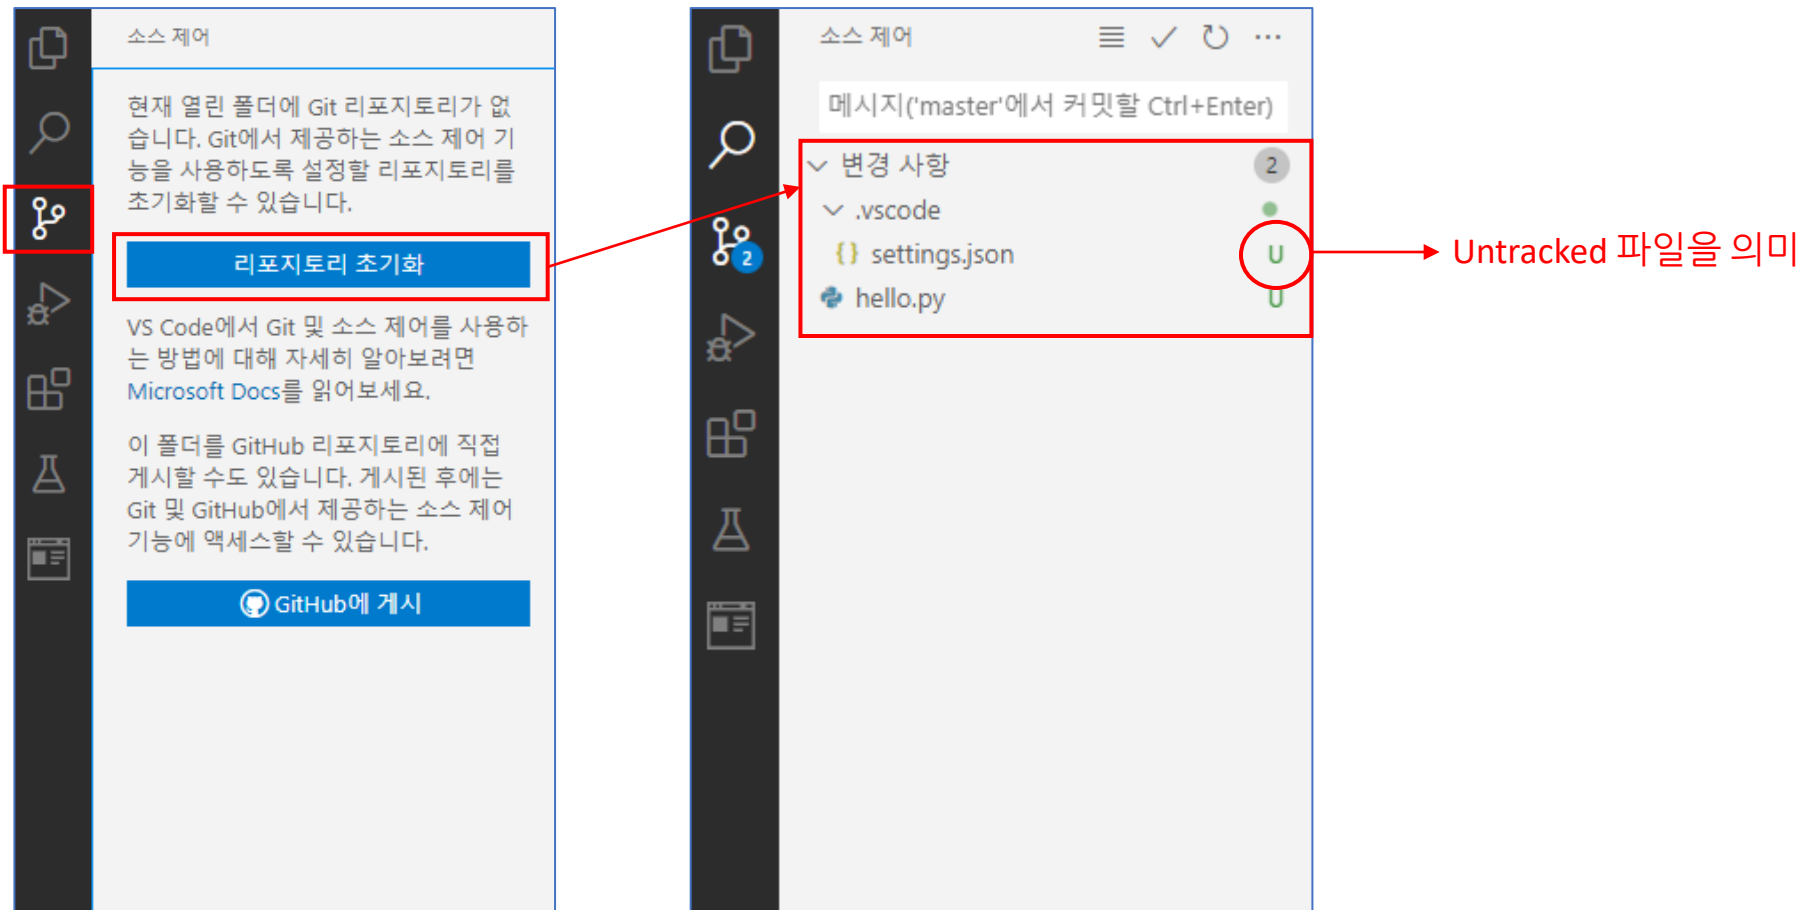 소스 제어
현재 열린 폴더에 Git 리포지토리가 없
습니다. Git에서 제공하는 소스 제어 기
능을 사용하도록 설정할 리포지토리를
초기화할 수 있습니다.
리포지토리 초기화
VS Code에서 Git 및 소스 제어를 사용하
는 방법에 대해 자세히 알아보려면
Microsoft Docs를 읽어보세요.
이 폴더를 GitHub 리포지토리에 직접
게시할 수도 있습니다. 게시된 후에는
Git 및 GitHub에서 제공하는 소스 제어
기능에 액세스할 수 있습니다.
GitHub에 게시
소스 제어
메시지('master'에서 커밋할 Ctrl+Enter)
변경 사항 2
.vscode
{} settings.json U
hello.py U
2
Untracked 파일을 의미